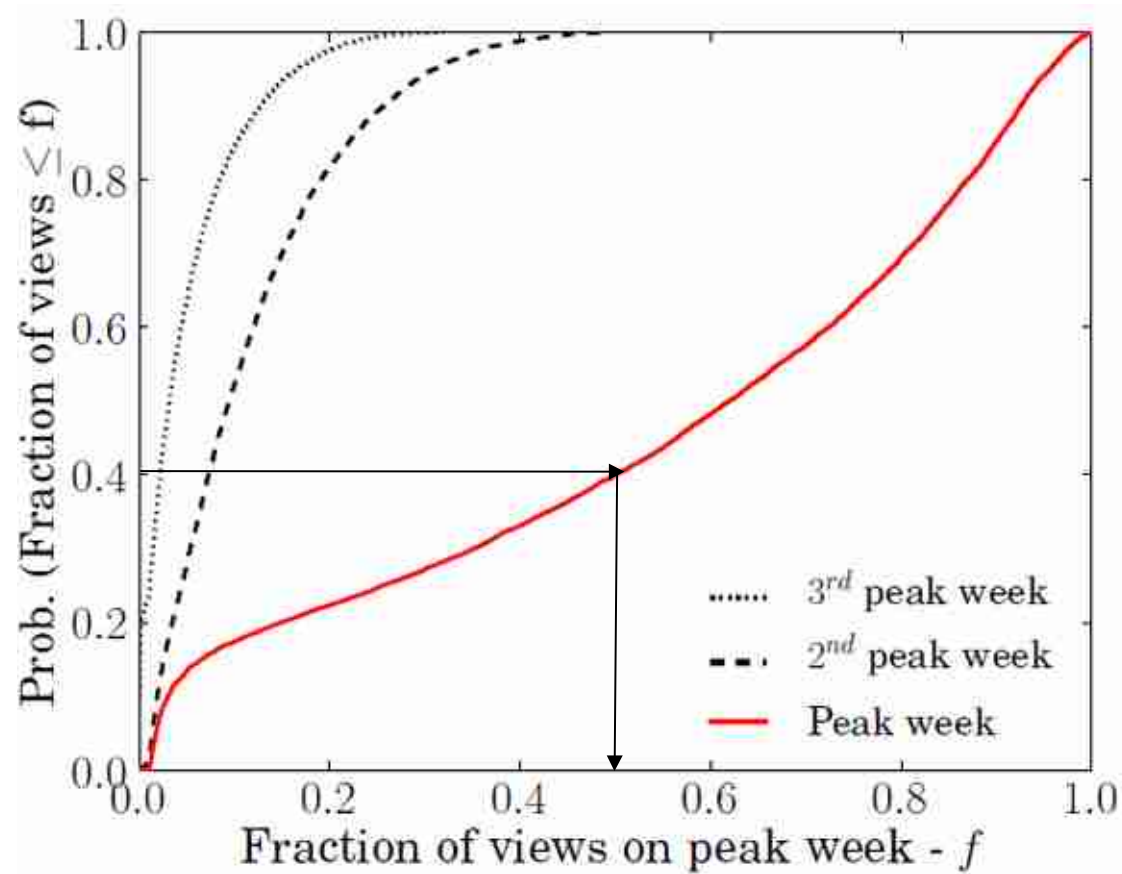 Prob. (Fraction of views ≤ f)
1.0
0.8
0.6
0.4
0.2
0.0
0.0 0.2 0.4 0.6 0.8 1.0
3rd peak week
2nd peak week
Peak week
Fraction of views on peak week - f